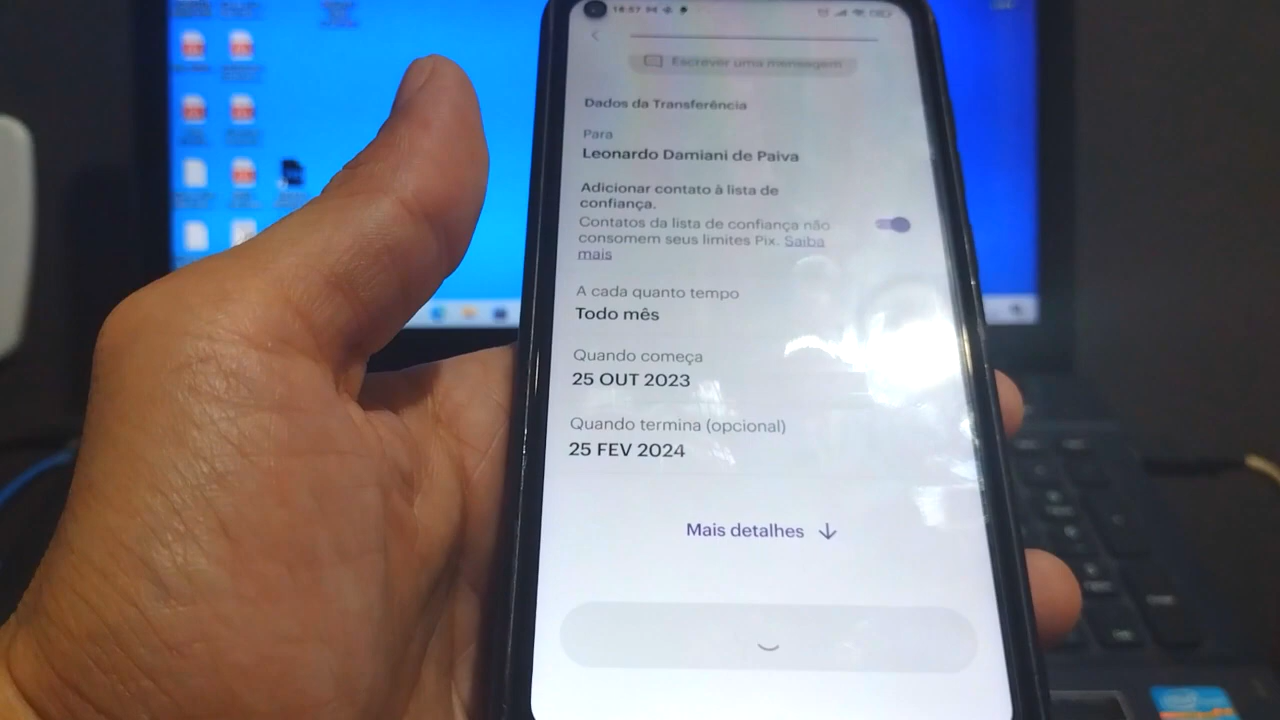 18:57
Escrever uma mensagem
Dados da Transferência
Para
Leonardo Damiani de Paiva
Adicionar contato à lista de
confiança.
Contatos da lista de confiança não
consomem seus limites Pix. Saiba
mais
A cada quanto tempo
Todo mês
Quando começa
25 OUT 2023
Quando termina (opcional)
25 FEV 2024
Mais detalhes